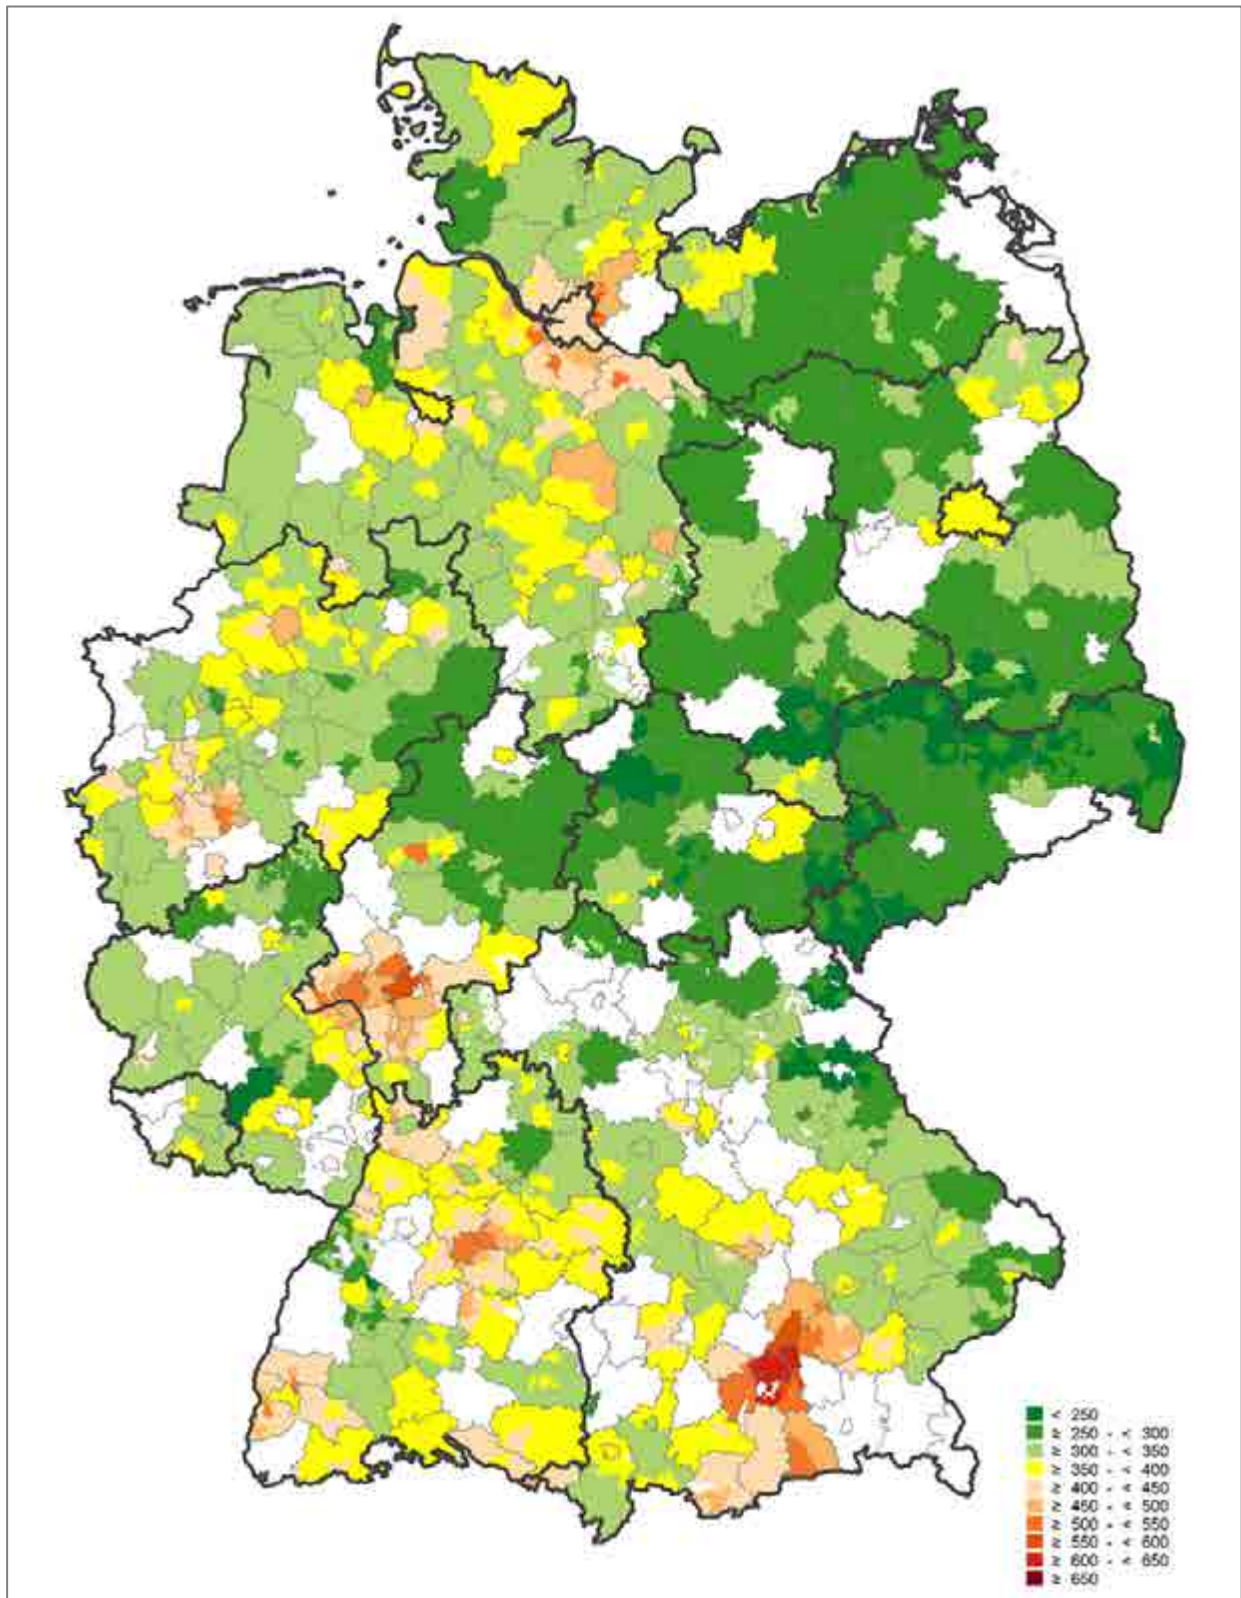 < 250
≥ 250 - < 300
≥ 300 - < 350
≥ 350 - < 400
≥ 400 - < 450
≥ 450 - < 500
≥ 500 - < 550
≥ 550 - < 600
≥ 600 - < 650
≥ 650